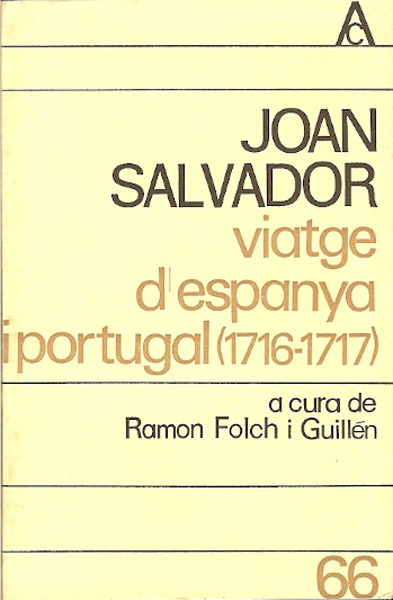 Ac
JOAN
SALVADOR
viatge
d'espanya
i portugal (1716-1717)
a cura de
Ramon Folch i Guillén
66